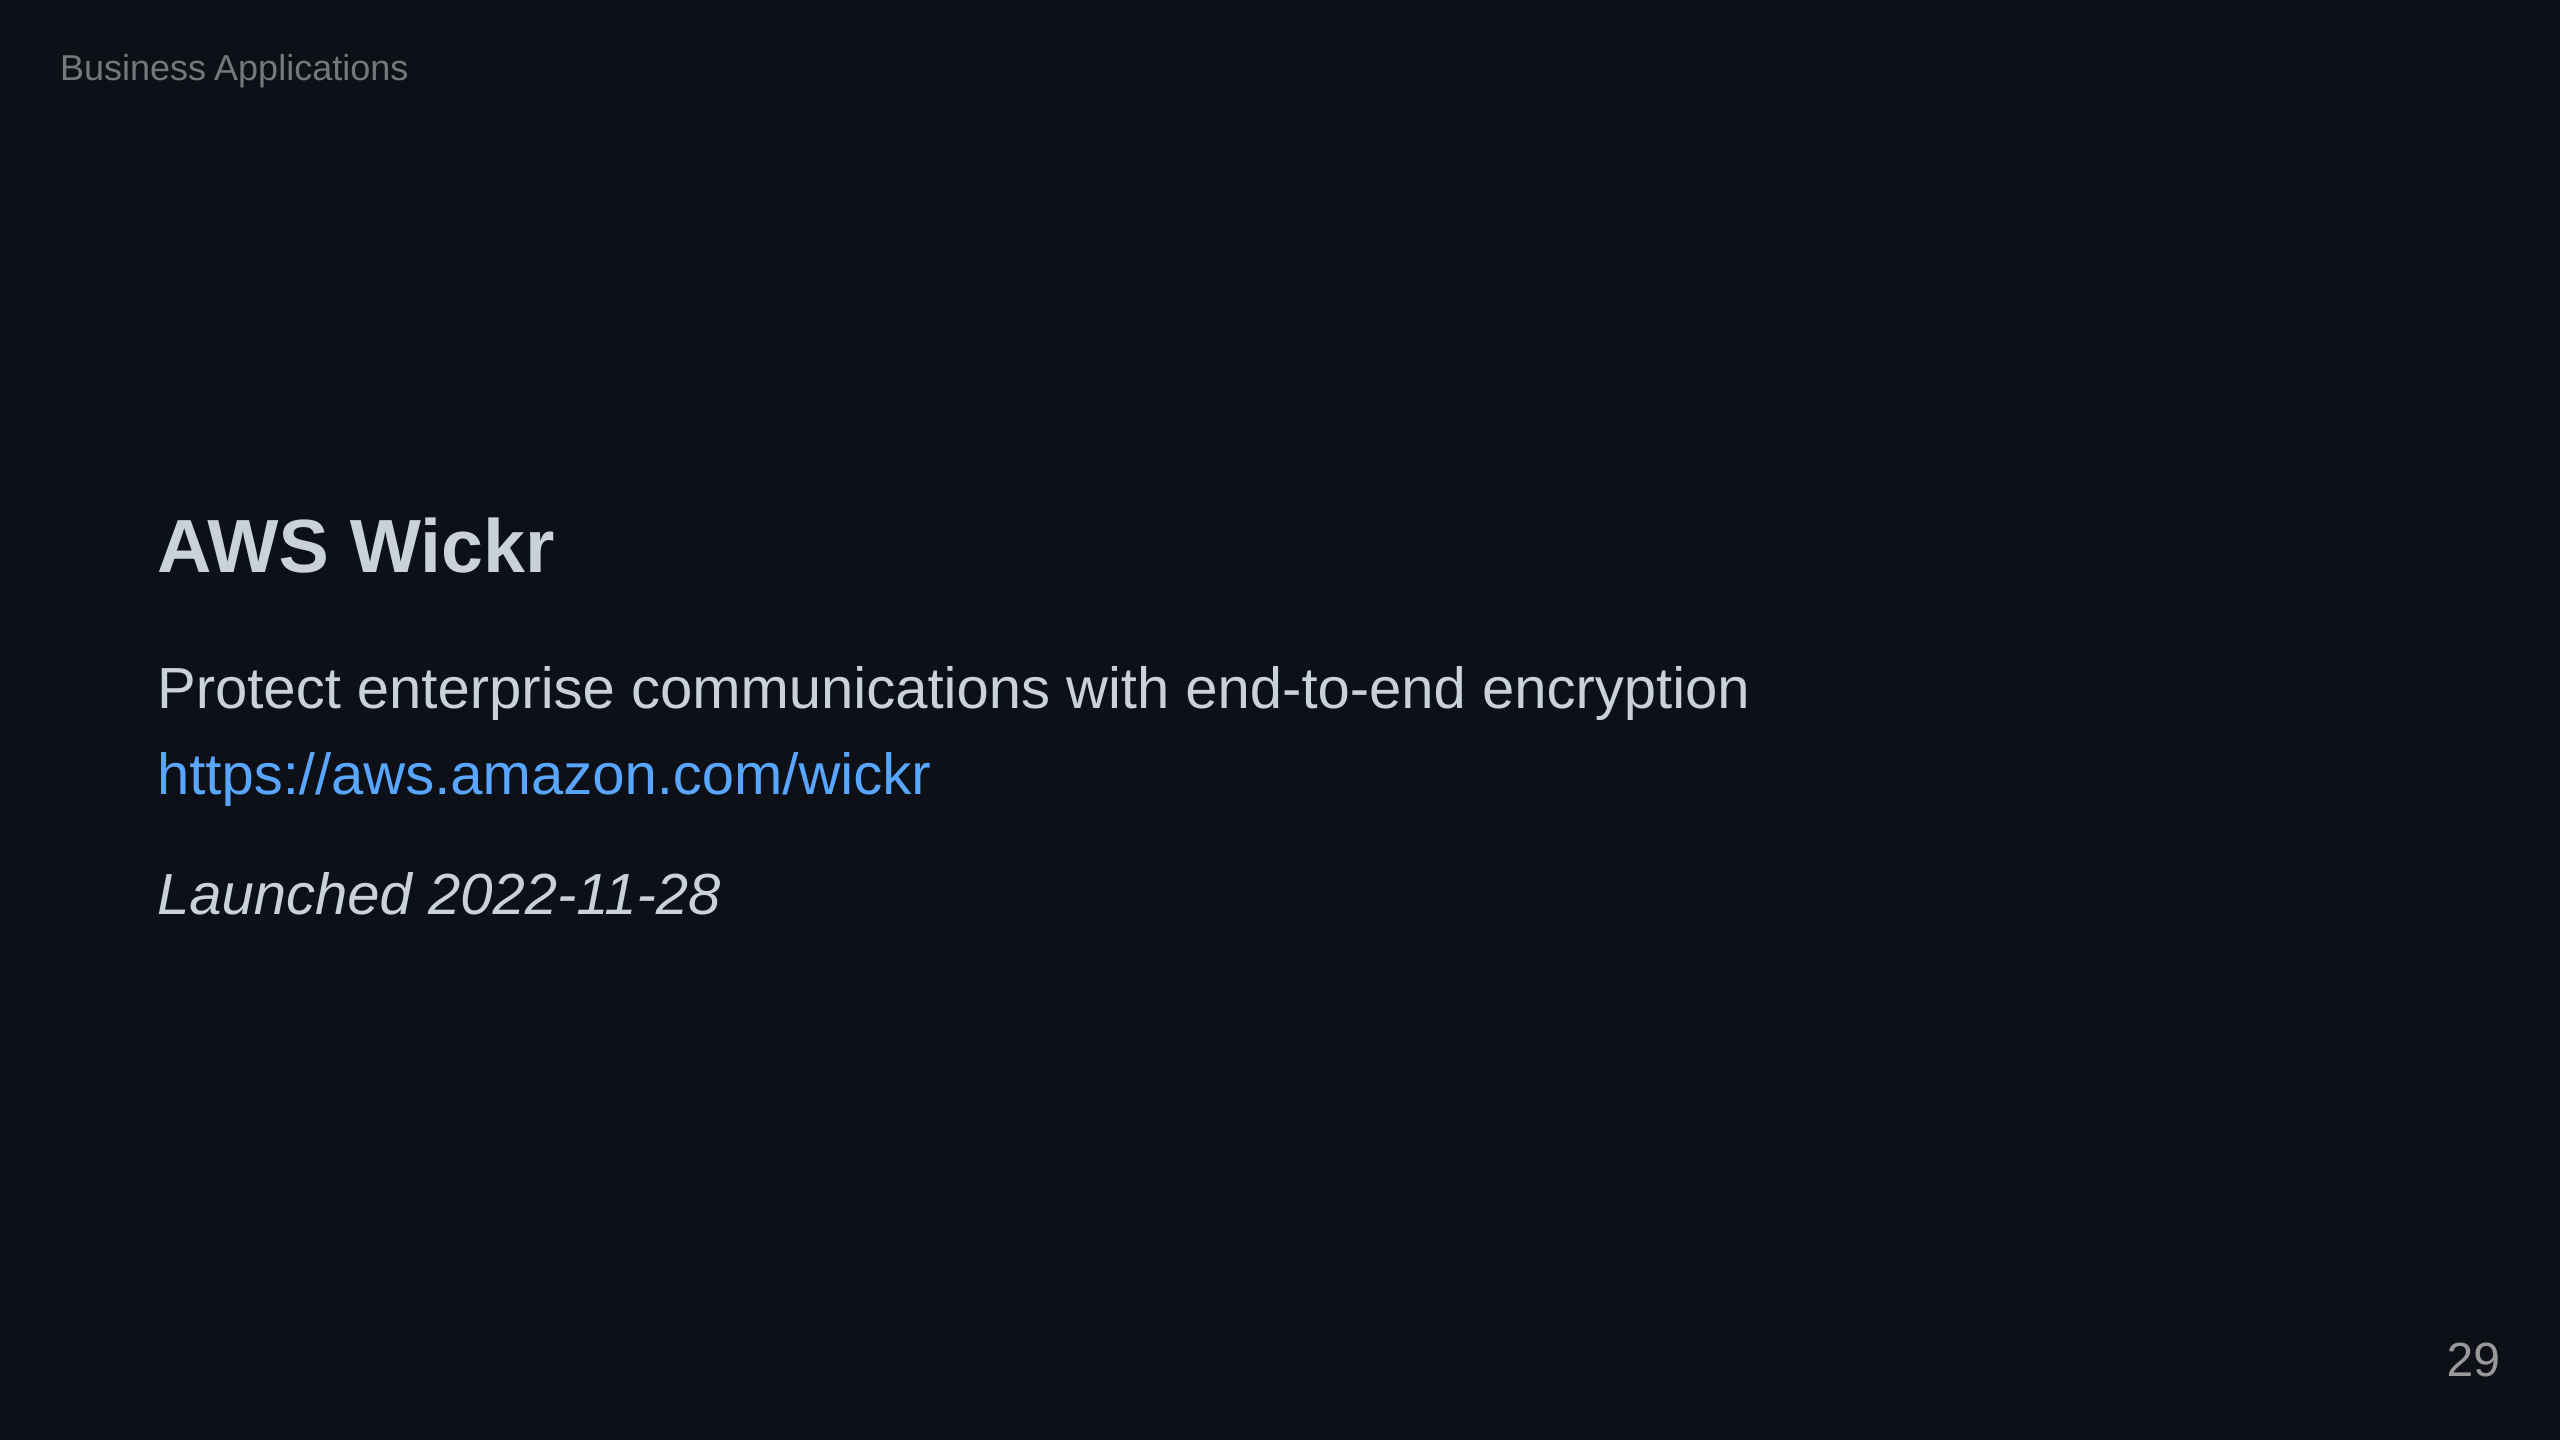 Business Applications
AWS Wickr
Protect enterprise communications with end-to-end encryption
https://aws.amazon.com/wickr
Launched 2022-11-28
29